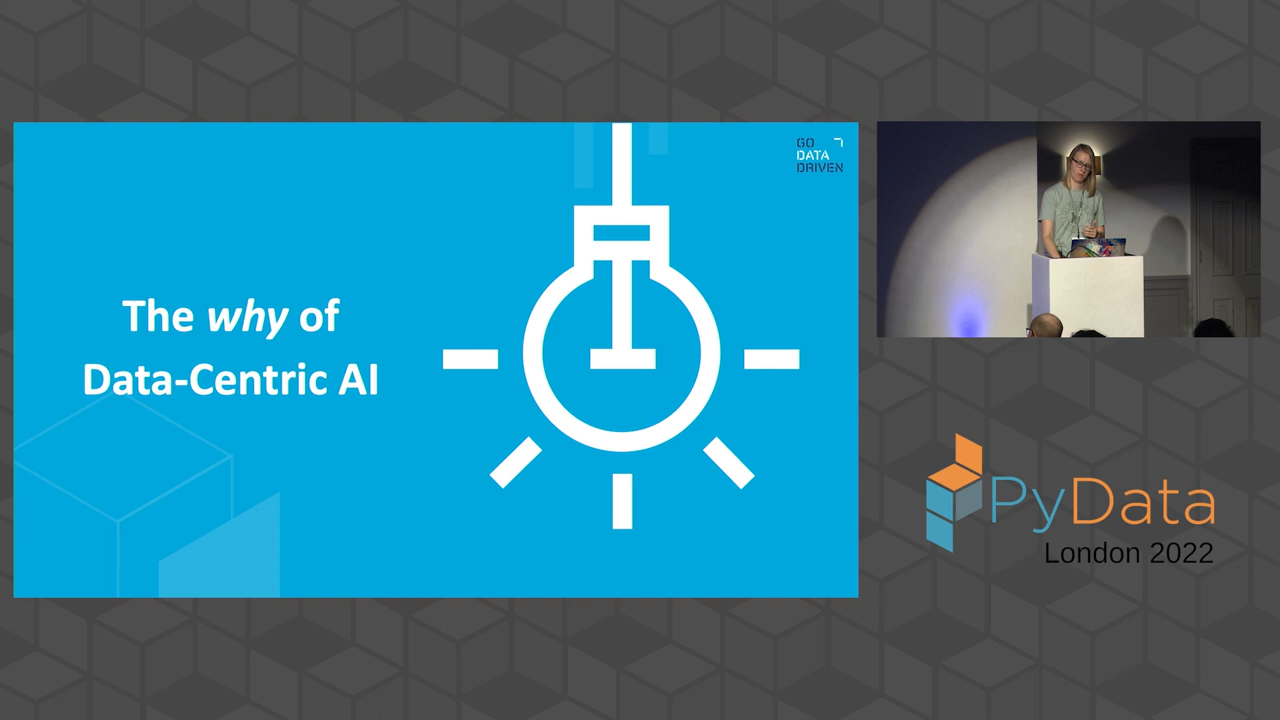 GO
DATA
DRIVEN
The why of
Data-Centric AI
PyData
London 2022